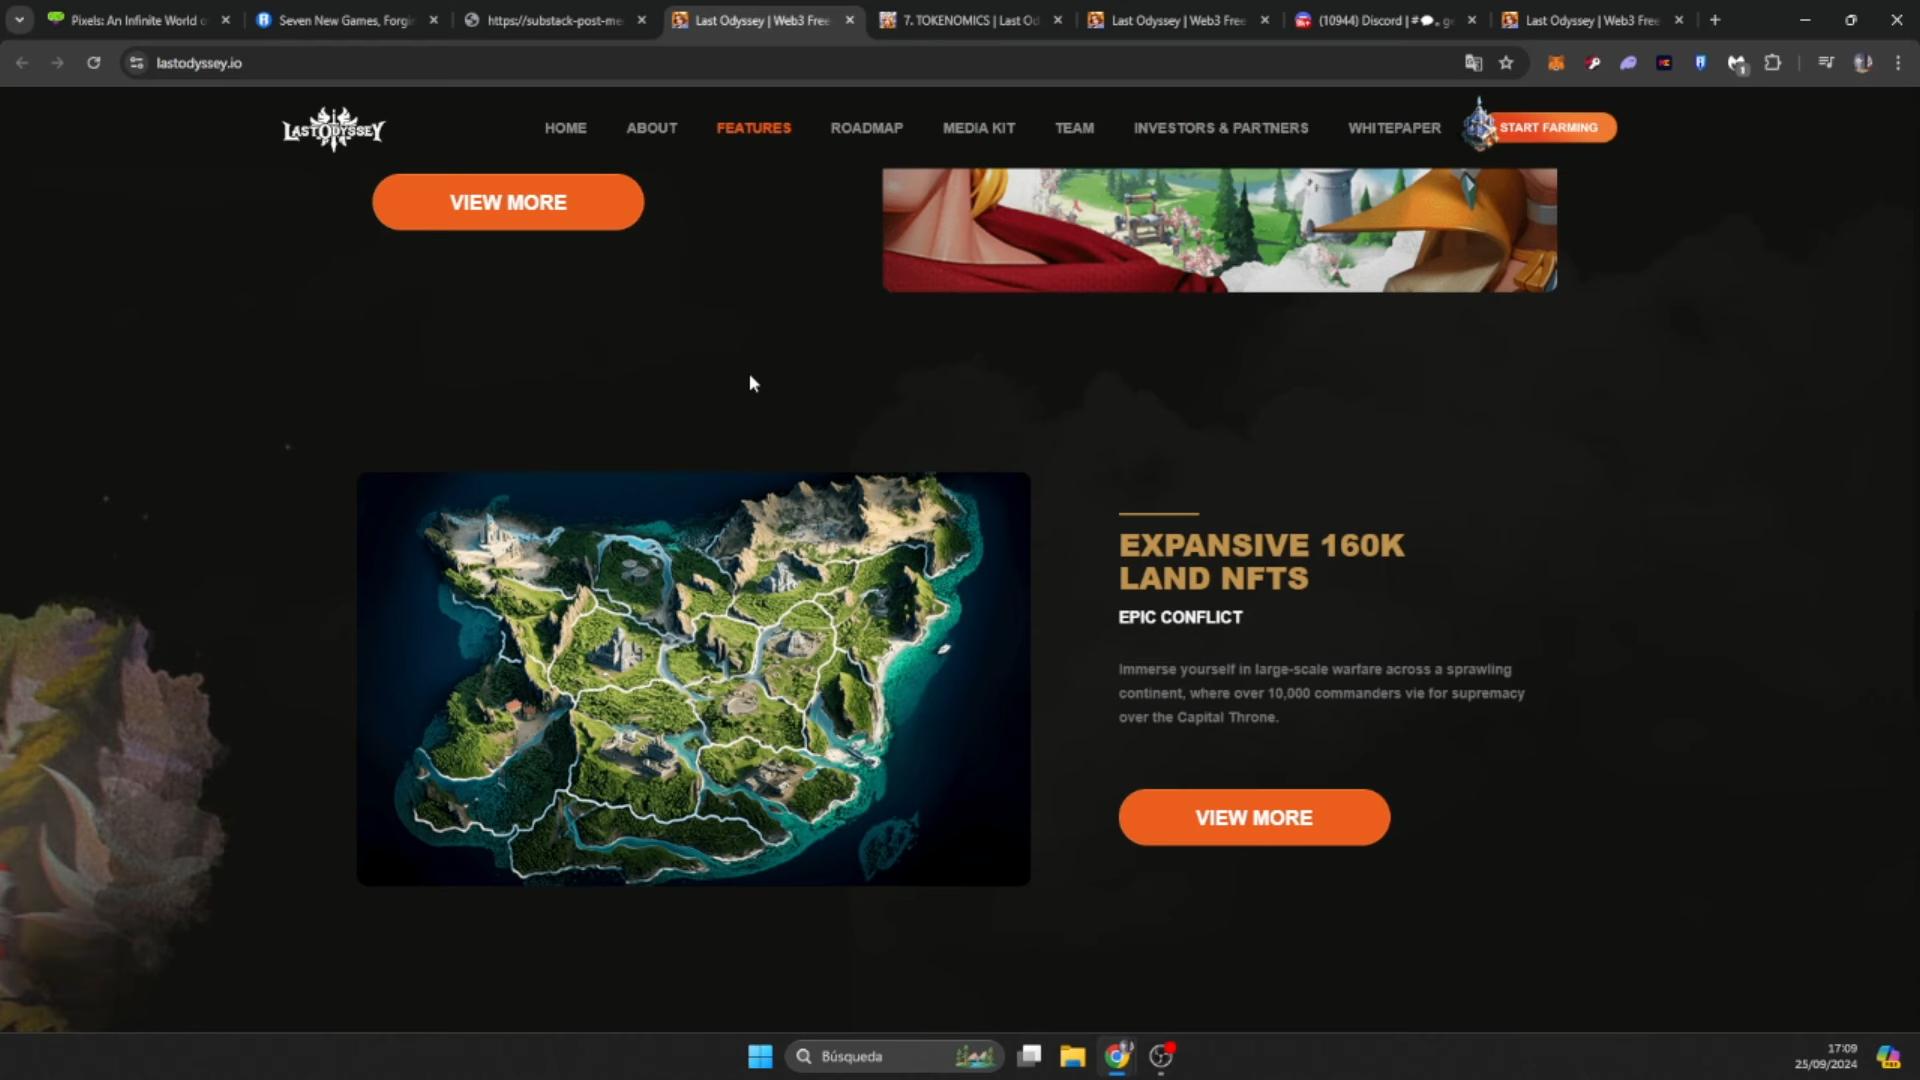 Pixels: An Infinite World
Seven New Games, Forgi
https://substack-post-me
Last Odyssey | Web3 Free
7. TOKENOMICS | Last Od
Last Odyssey | Web3 Free
(10944) Discord | #
Last Odyssey | Web3 Free
lastodyssey.io
LASTODYSSEY
HOME
ABOUT
FEATURES
ROADMAP
MEDIA KIT
TEAM
INVESTORS & PARTNERS
WHITEPAPER
START FARMING
VIEW MORE
EXPANSIVE 160K
LAND NFTS
EPIC CONFLICT
Immerse yourself in large-scale warfare across a sprawling
continent, where over 10,000 commanders vie for supremacy
over the Capital Throne.
VIEW MORE
Búsqueda
17:09
25/09/2024